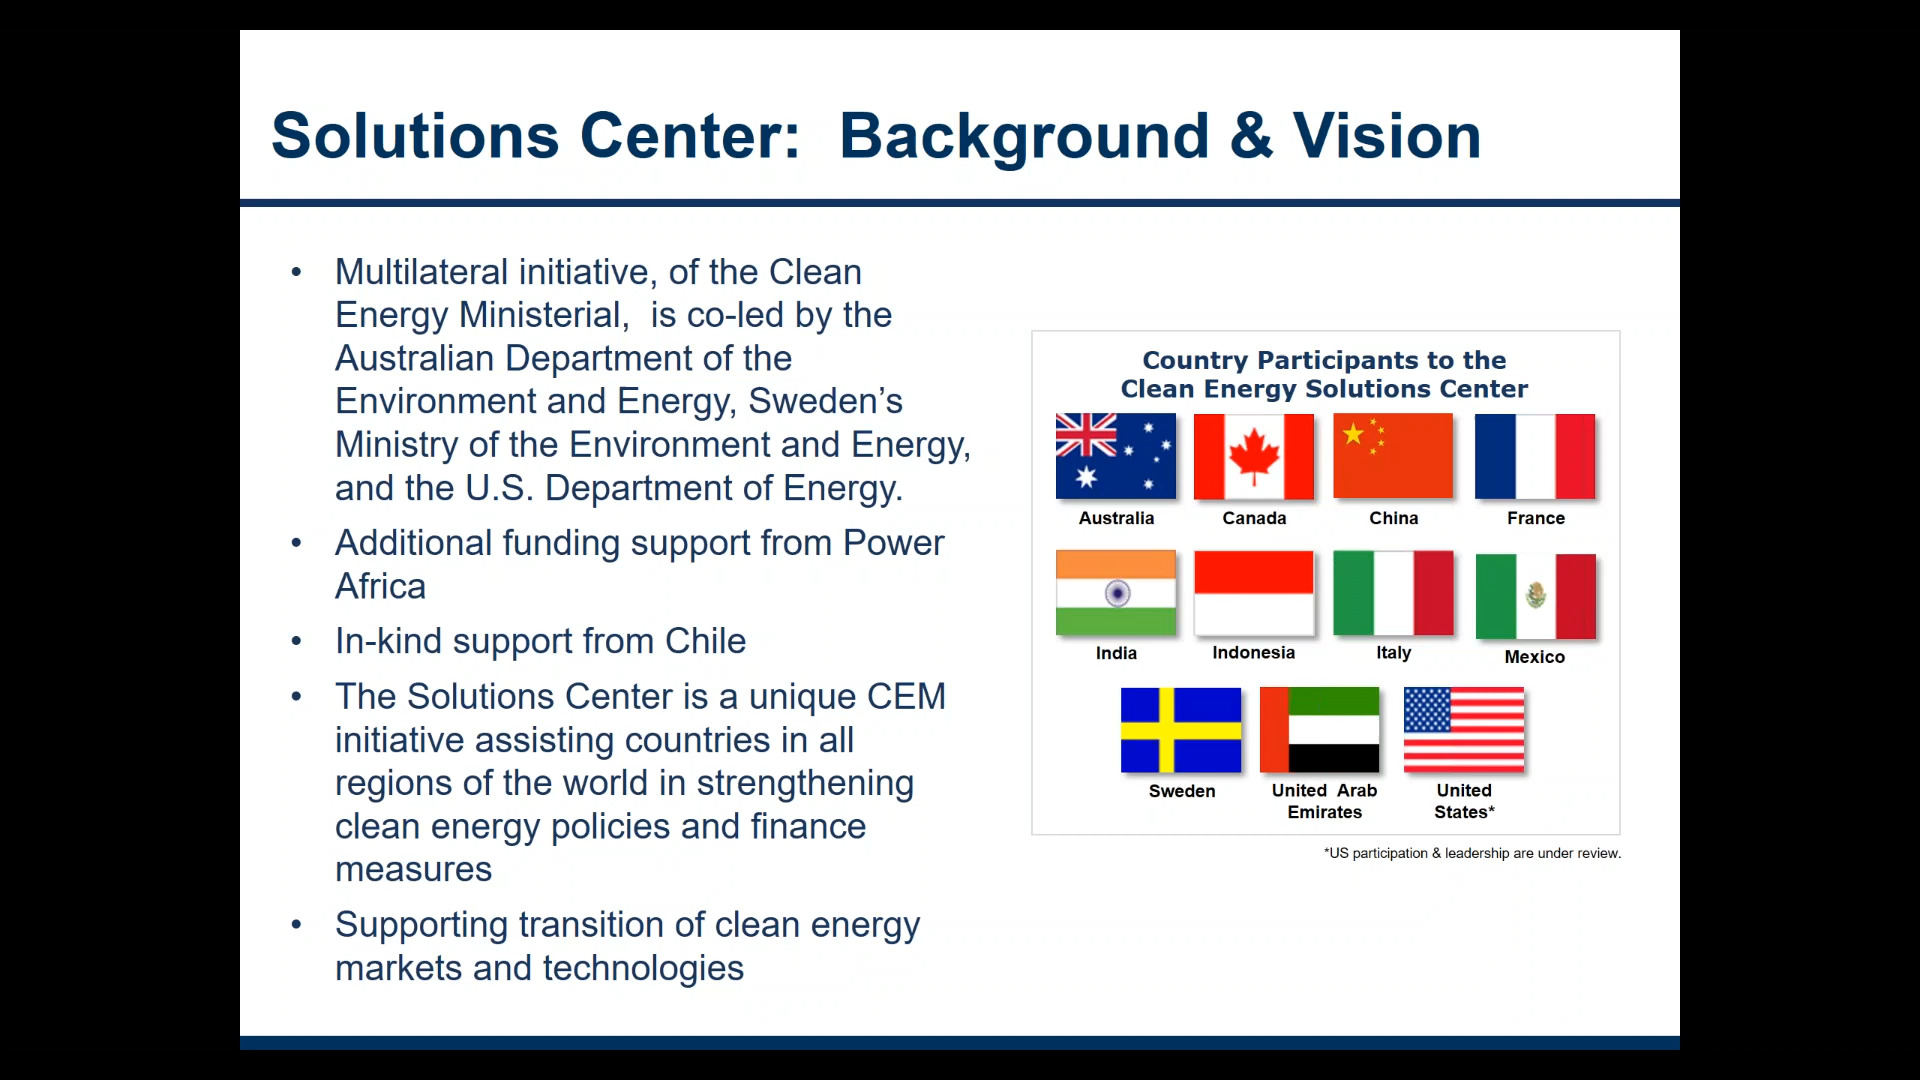 Solutions Center:  Background & Vision
• Multilateral initiative, of the Clean
Energy Ministerial,  is co-led by the
Australian Department of the
Environment and Energy, Sweden’s
Ministry of the Environment and Energy,
and the U.S. Department of Energy.
• Additional funding support from Power
Africa
• In-kind support from Chile
• The Solutions Center is a unique CEM
initiative assisting countries in all
regions of the world in strengthening
clean energy policies and finance
measures
• Supporting transition of clean energy
markets and technologies
Country Participants to the
Clean Energy Solutions Center
Australia
Canada
China
France
India
Indonesia
Italy
Mexico
Sweden
United  Arab
Emirates
United
States*
*US participation & leadership are under review.